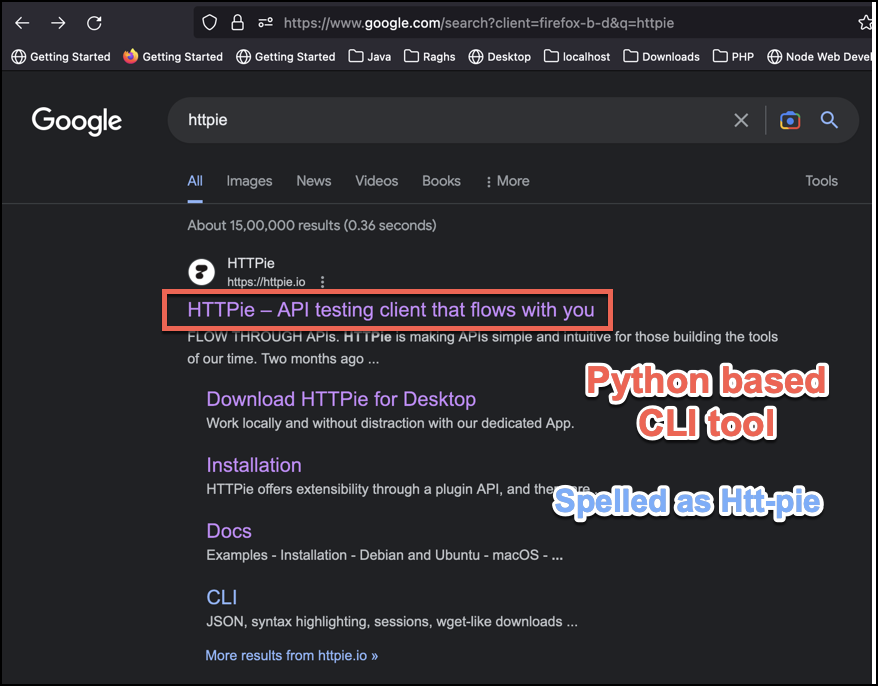 https://www.google.com/search?client=firefox-b-d&q=httpie
Getting Started Getting Started Getting Started Java Raghs Desktop localhost Downloads PHP Node Web Devel
Google httpie
All Images News Videos Books More Tools
About 15,00,000 results (0.36 seconds)
HTTPie
https://httpie.io
HTTPie – API testing client that flows with you
FLOW THROUGH APIs. HTTPie is making APIs simple and intuitive for those building the tools
of our time. Two months ago ...
Python based
CLI tool
Download HTTPie for Desktop
Work locally and without distraction with our dedicated App.
Installation
HTTPie offers extensibility through a plugin API, and there are ...
Spelled as Htt-pie
Docs
Examples - Installation - Debian and Ubuntu - macOS - ...
CLI
JSON, syntax highlighting, sessions, wget-like downloads ...
More results from httpie.io »